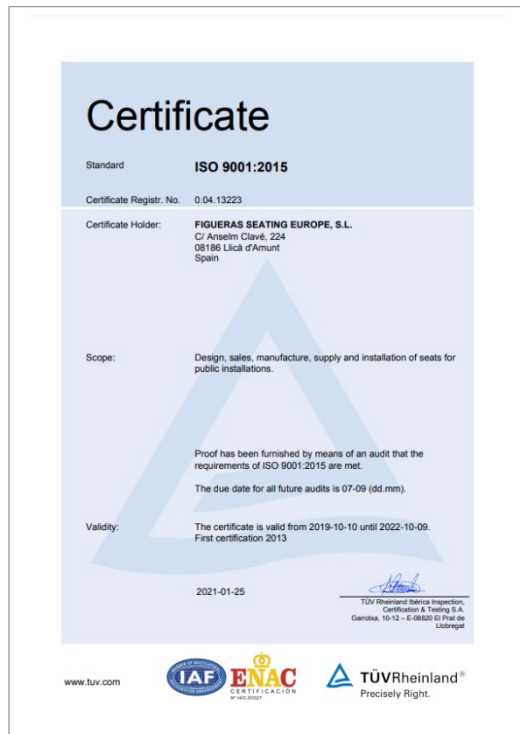 Certificate
Standard ISO 9001:2015
Certificate Registr. No. 0.04.13223
Certificate Holder: FIGUERAS SEATING EUROPE, S.L.
C/ Anselm Clavé, 224
08186 Llicà d'Amunt
Spain
Scope: Design, sales, manufacture, supply and installation of seats for
public installations.
Proof has been furnished by means of an audit that the
requirements of ISO 9001:2015 are met.
The due date for all future audits is 07-09 (dd.mm).
Validity: The certificate is valid from 2019-10-10 until 2022-10-09.
First certification 2013
2021-01-25
TÜV Rheinland Ibérica Inspection,
Certification & Testing S.A.
Garrotxa, 10-12 – E-08820 El Prat de
Llobregat
www.tuv.com
IAF
ENAC
CERTIFICACIÓN
TÜVRheinland®
Precisely Right.